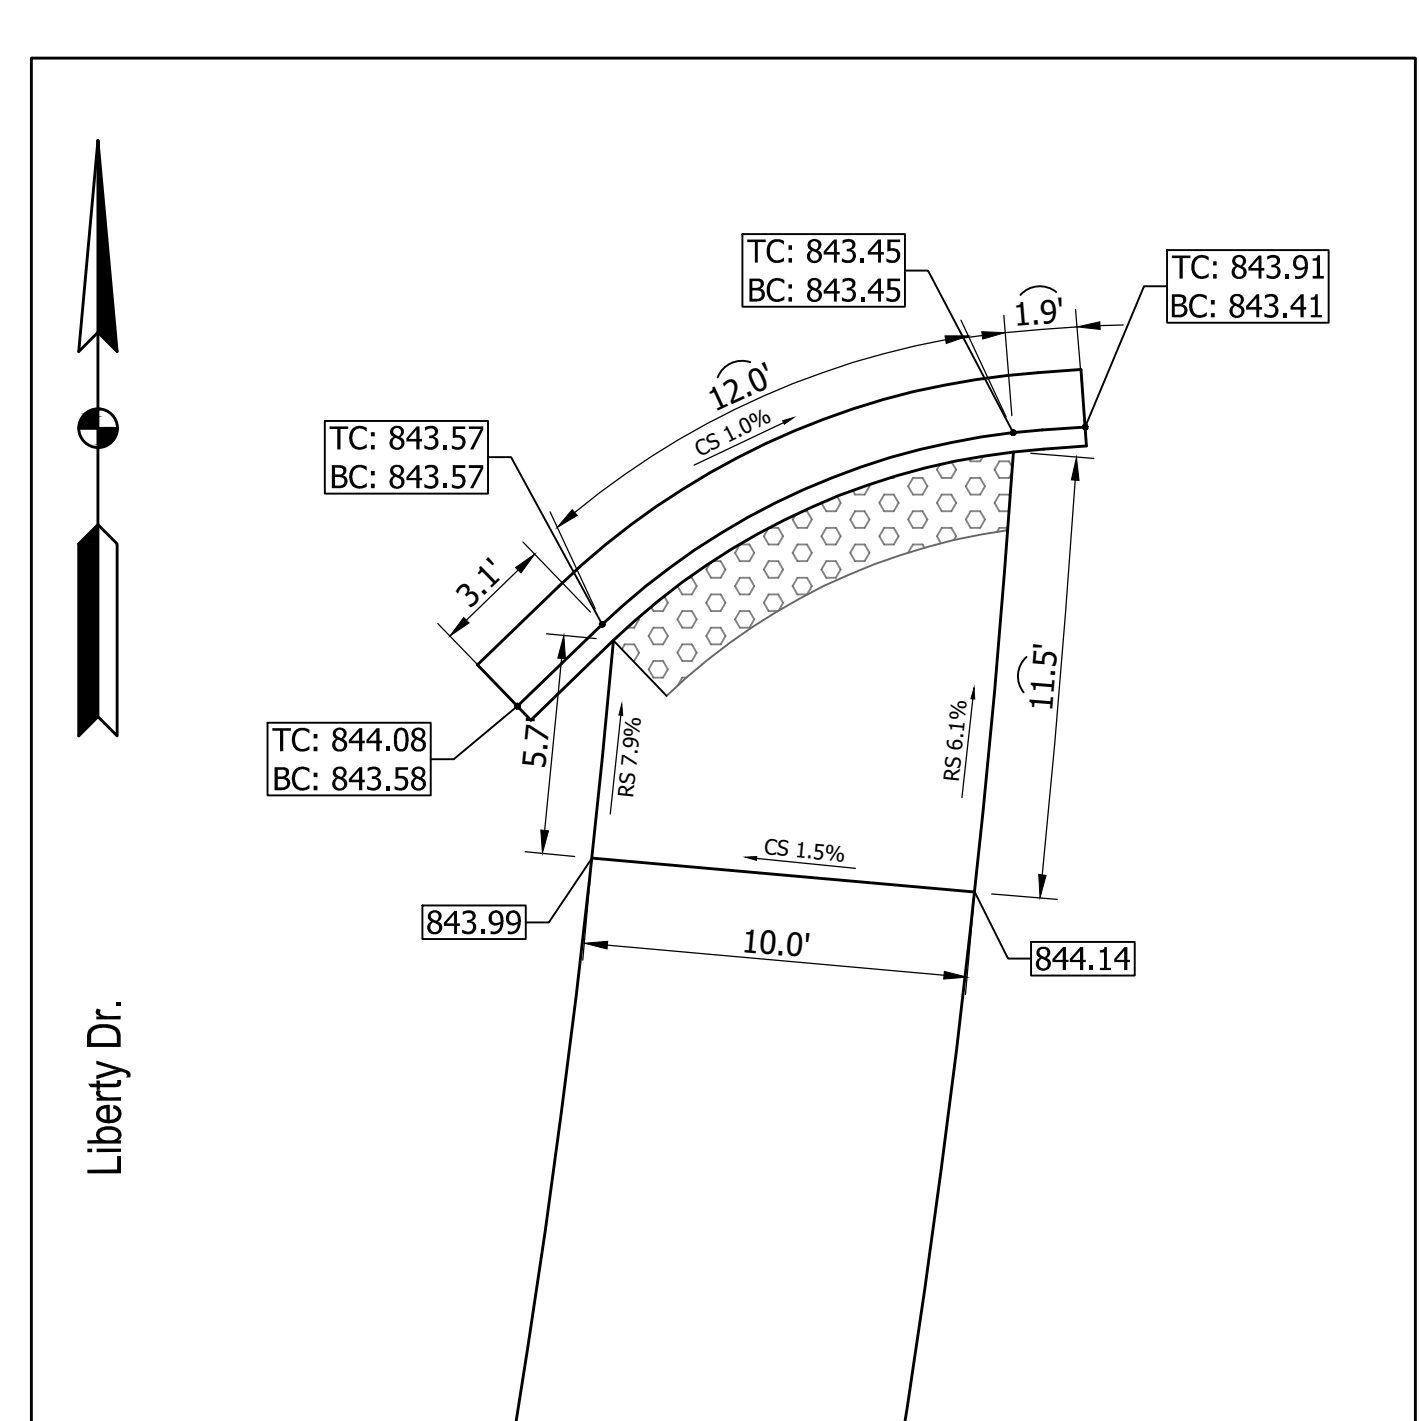 TC: 843.45
BC: 843.45
TC: 843.91
BC: 843.41
1.9'
12.0'
CS 1.0%
TC: 843.57
BC: 843.57
3.1'
11.5'
5.7'
RS 7.9%
RS 6.1%
TC: 844.08
BC: 843.58
CS 1.5%
843.99
10.0'
844.14
Liberty Dr.